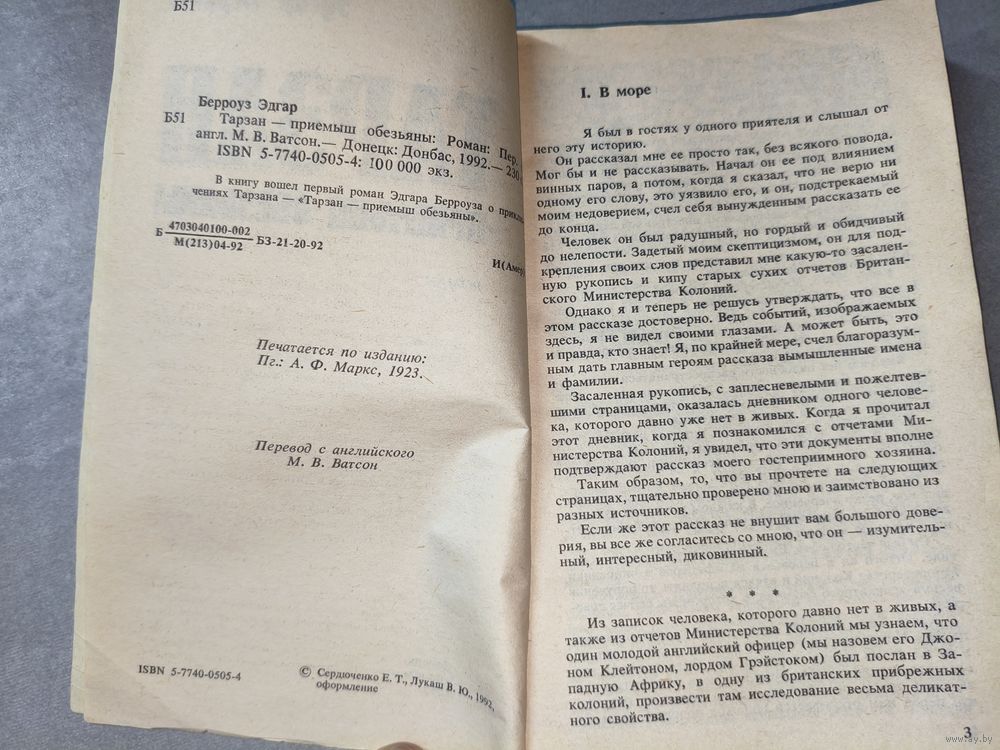 Б51
Берроуз Эдгар
Б51 Тарзан — приемыш обезьяны: Роман: Пер.
англ. М. В. Ватсон.— Донецк: Донбас, 1992.— 230
ISBN 5-7740-0505-4: 100 000 экз.
В книгу вошел первый роман Эдгара Берроуза о
чениях Тарзана — «Тарзан — приемыш обезьяны».
Б 4703040100-002
М(213)04-92 БЗ-21-20-92
И(Амер
Печатается по изданию:
Пг.: А. Ф. Маркс, 1923.
Перевод с английского
М. В. Ватсон
ISBN 5-7740-0505-4
© Сердюченко Е. Т., Лукаш В. Ю., 1992,
оформление
I. В море
Я был в гостях у одного приятеля и слышал от
него эту историю.
Он рассказал мне ее просто так, без всякого повода.
Мог бы и не рассказывать. Начал он ее под влиянием
винных паров, а потом, когда я сказал, что не верю ни
одному его слову, это уязвило его, и он, подстрекаемый
моим недоверием, счел себя вынужденным рассказать ее
до конца.
Человек он был радушный, но гордый и обидчивый
до нелепости. Задетый моим скептицизмом, он для под-
крепления своих слов представил мне какую-то засален-
ную рукопись и кипу старых сухих отчетов Британ-
ского Министерства Колоний.
Однако я и теперь не решусь утверждать, что все в
этом рассказе достоверно. Ведь событий, изображаемых
здесь, я не видел своими глазами. А может быть, это
и правда, кто знает! Я, по крайней мере, счел благоразум-
ным дать главным героям рассказа вымышленные имена
и фамилии.
Засаленная рукопись, с заплесневелыми и пожелтев-
шими страницами, оказалась дневником одного челове-
ка, которого давно уже нет в живых. Когда я прочитал
этот дневник, когда я познакомился с отчетами Ми-
нистерства Колоний, я увидел, что эти документы вполне
подтверждают рассказ моего гостеприимного хозяина.
Таким образом, то, что вы прочтете на следующих
страницах, тщательно проверено мною и заимствовано из
разных источников.
Если же этот рассказ не внушит вам большого дове-
рия, вы все же согласитесь со мною, что он — изумитель-
ный, интересный, диковинный.
* * *
Из записок человека, которого давно нет в живых, а
также из отчетов Министерства Колоний мы узнаем, что
один молодой английский офицер (мы назовем его Джо-
ном Клейтоном, лордом Грэйстоком) был послан в За-
падную Африку, в одну из британских прибрежных
колоний, произвести там исследование весьма деликат-
ного свойства.
3
www.ay.by